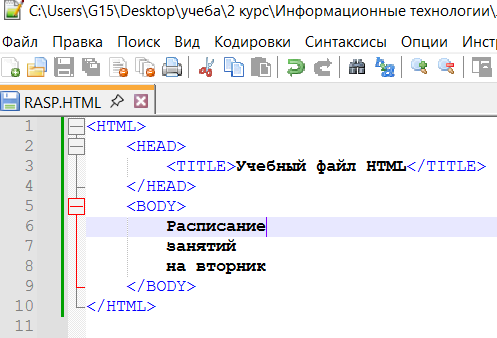 C:\Users\G15\Desktop\учеба\2 курс\Информационные технологии\
Файл Правка Поиск Вид Кодировки Синтаксисы Опции Инст
RASP.HTML
1 <HTML>
2 <HEAD>
3 <TITLE>Учебный файл HTML</TITLE>
4 </HEAD>
5 <BODY>
6 Расписание
7 занятий
8 на вторник
9 </BODY>
10 </HTML>
11